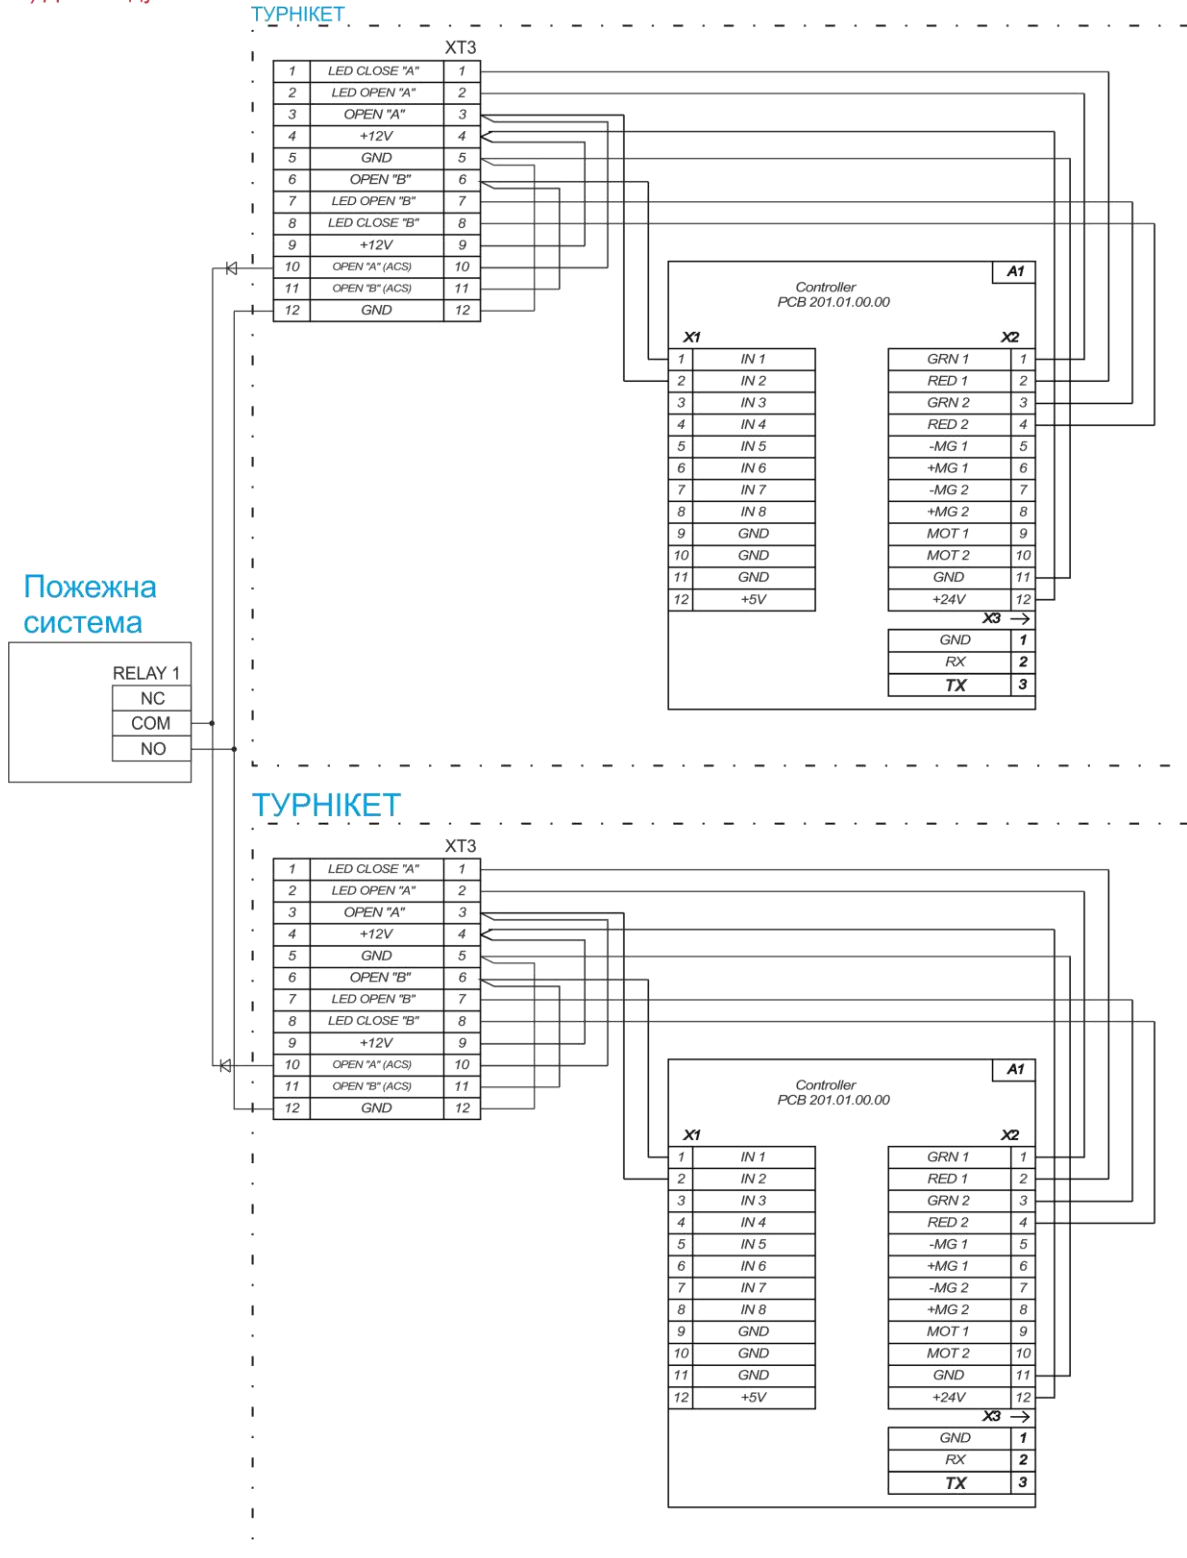 ТУРНІКЕТ
XT3
1 LED CLOSE "A" 1
2 LED OPEN "A" 2
3 OPEN "A" 3
4 +12V 4
5 GND 5
6 OPEN "B" 6
7 LED OPEN "B" 7
8 LED CLOSE "B" 8
9 +12V 9
10 OPEN "A" (ACS) 10
11 OPEN "B" (ACS) 11
12 GND 12
A1
Controller
PCB 201.01.00.00
X1 X2
1 IN 1 GRN 1 1
2 IN 2 RED 1 2
3 IN 3 GRN 2 3
4 IN 4 RED 2 4
5 IN 5 -MG 1 5
6 IN 6 +MG 1 6
7 IN 7 -MG 2 7
8 IN 8 +MG 2 8
9 GND MOT 1 9
10 GND MOT 2 10
11 GND GND 11
12 +5V +24V 12
X3 →
GND 1
RX 2
TX 3
Пожежна
система
RELAY 1
NC
COM
NO
ТУРНІКЕТ
XT3
1 LED CLOSE "A" 1
2 LED OPEN "A" 2
3 OPEN "A" 3
4 +12V 4
5 GND 5
6 OPEN "B" 6
7 LED OPEN "B" 7
8 LED CLOSE "B" 8
9 +12V 9
10 OPEN "A" (ACS) 10
11 OPEN "B" (ACS) 11
12 GND 12
A1
Controller
PCB 201.01.00.00
X1 X2
1 IN 1 GRN 1 1
2 IN 2 RED 1 2
3 IN 3 GRN 2 3
4 IN 4 RED 2 4
5 IN 5 -MG 1 5
6 IN 6 +MG 1 6
7 IN 7 -MG 2 7
8 IN 8 +MG 2 8
9 GND MOT 1 9
10 GND MOT 2 10
11 GND GND 11
12 +5V +24V 12
X3 →
GND 1
RX 2
TX 3